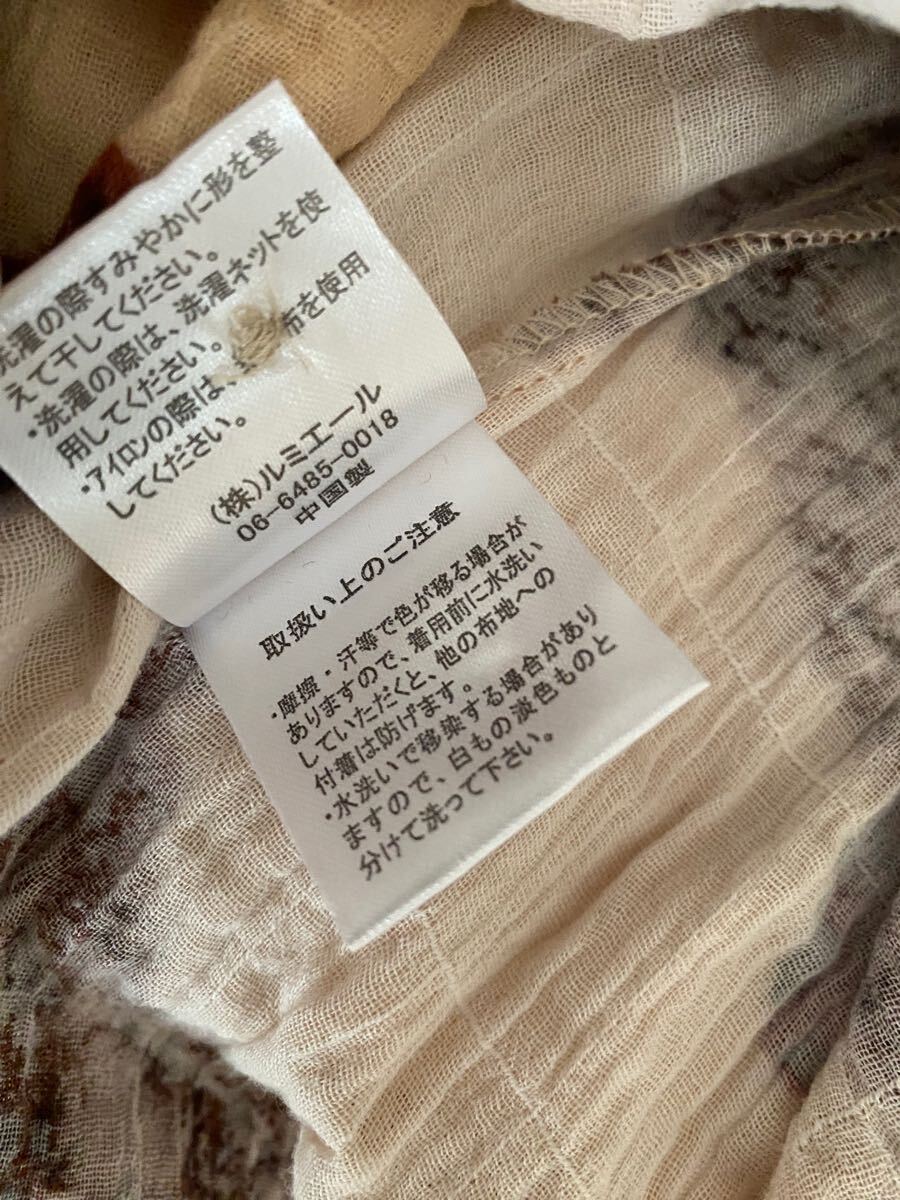 洗濯の際すみやかに形を整
えて干してください。
・洗濯の際は、洗濯ネットを使
用してください。
・アイロンの際は、 布を使用
してください。
(株)ルミエール
06-6485-0018
中国製
取扱い上のご注意
・摩擦・汗等で色が移る場合が
ありますので、着用前に水洗い
していただくと、他の布地への
付着は防げます。
・水洗いで移染する場合があり
ますので、白もの淡色ものと
分けて洗って下さい。